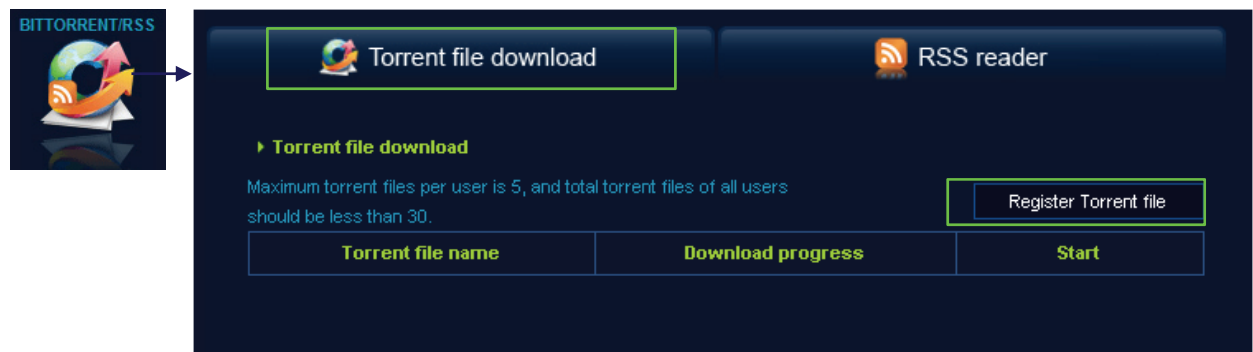 BITTORRENT/RSS
Torrent file download
RSS reader
Torrent file download
Maximum torrent files per user is 5, and total torrent files of all users
should be less than 30.
Register Torrent file
Torrent file name
Download progress
Start